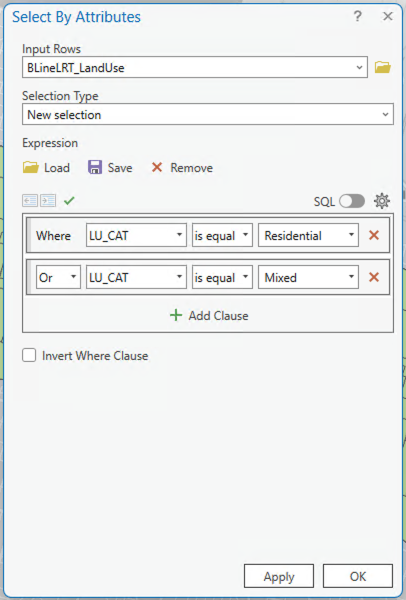 Select By Attributes ? ×
Input Rows
BLineLRT_LandUse
Selection Type
New selection
Expression
Load Save Remove
SQL
Where LU_CAT is equal Residential
Or LU_CAT is equal Mixed
Add Clause
Invert Where Clause
Apply OK